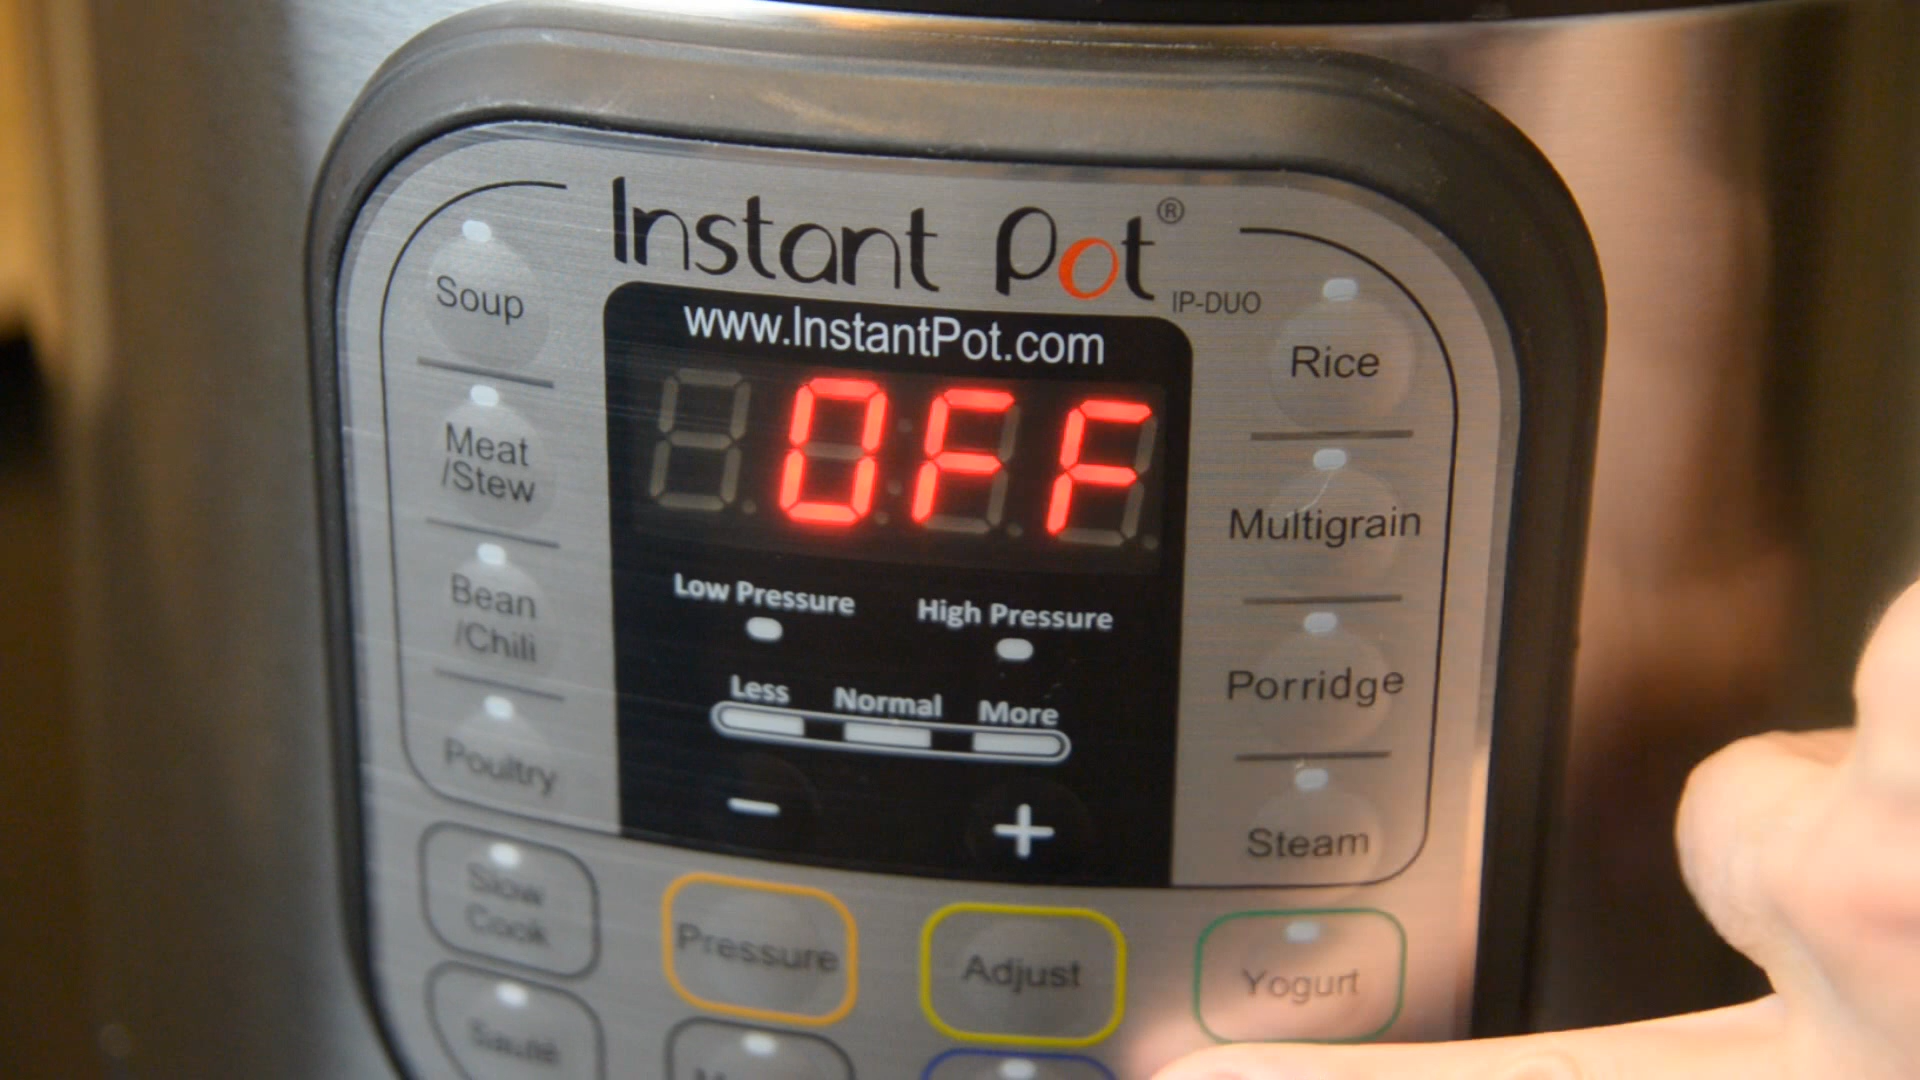 Instant Pot®
IP-DUO
www.InstantPot.com
OFF
Soup
Meat
/Stew
Bean
/Chili
Poultry
Low Pressure
High Pressure
Less Normal More
− +
Rice
Multigrain
Porridge
Steam
Slow
Cook
Pressure
Adjust
Yogurt
Sauté